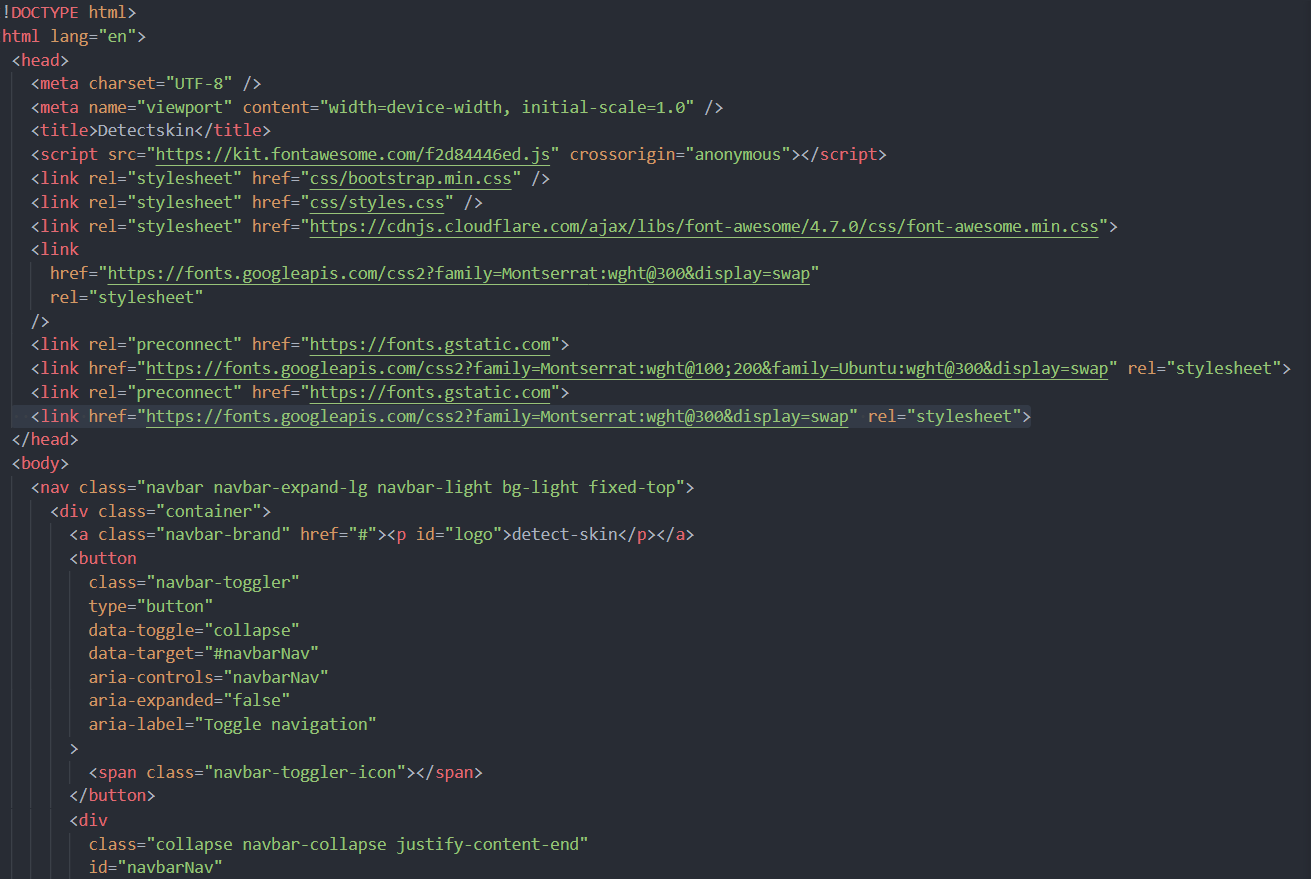 !DOCTYPE html>
html lang="en">
<head>
<meta charset="UTF-8" />
<meta name="viewport" content="width=device-width, initial-scale=1.0" />
<title>Detectskin</title>
<script src="https://kit.fontawesome.com/f2d84446ed.js" crossorigin="anonymous"></script>
<link rel="stylesheet" href="css/bootstrap.min.css" />
<link rel="stylesheet" href="css/styles.css" />
<link rel="stylesheet" href="https://cdnjs.cloudflare.com/ajax/libs/font-awesome/4.7.0/css/font-awesome.min.css">
<link
href="https://fonts.googleapis.com/css2?family=Montserrat:wght@300&display=swap"
rel="stylesheet"
/>
<link rel="preconnect" href="https://fonts.gstatic.com">
<link href="https://fonts.googleapis.com/css2?family=Montserrat:wght@100;200&family=Ubuntu:wght@300&display=swap" rel="stylesheet">
<link rel="preconnect" href="https://fonts.gstatic.com">
<link href="https://fonts.googleapis.com/css2?family=Montserrat:wght@300&display=swap" rel="stylesheet">
</head>
<body>
<nav class="navbar navbar-expand-lg navbar-light bg-light fixed-top">
<div class="container">
<a class="navbar-brand" href="#"><p id="logo">detect-skin</p></a>
<button
class="navbar-toggler"
type="button"
data-toggle="collapse"
data-target="#navbarNav"
aria-controls="navbarNav"
aria-expanded="false"
aria-label="Toggle navigation"
>
<span class="navbar-toggler-icon"></span>
</button>
<div
class="collapse navbar-collapse justify-content-end"
id="navbarNav"